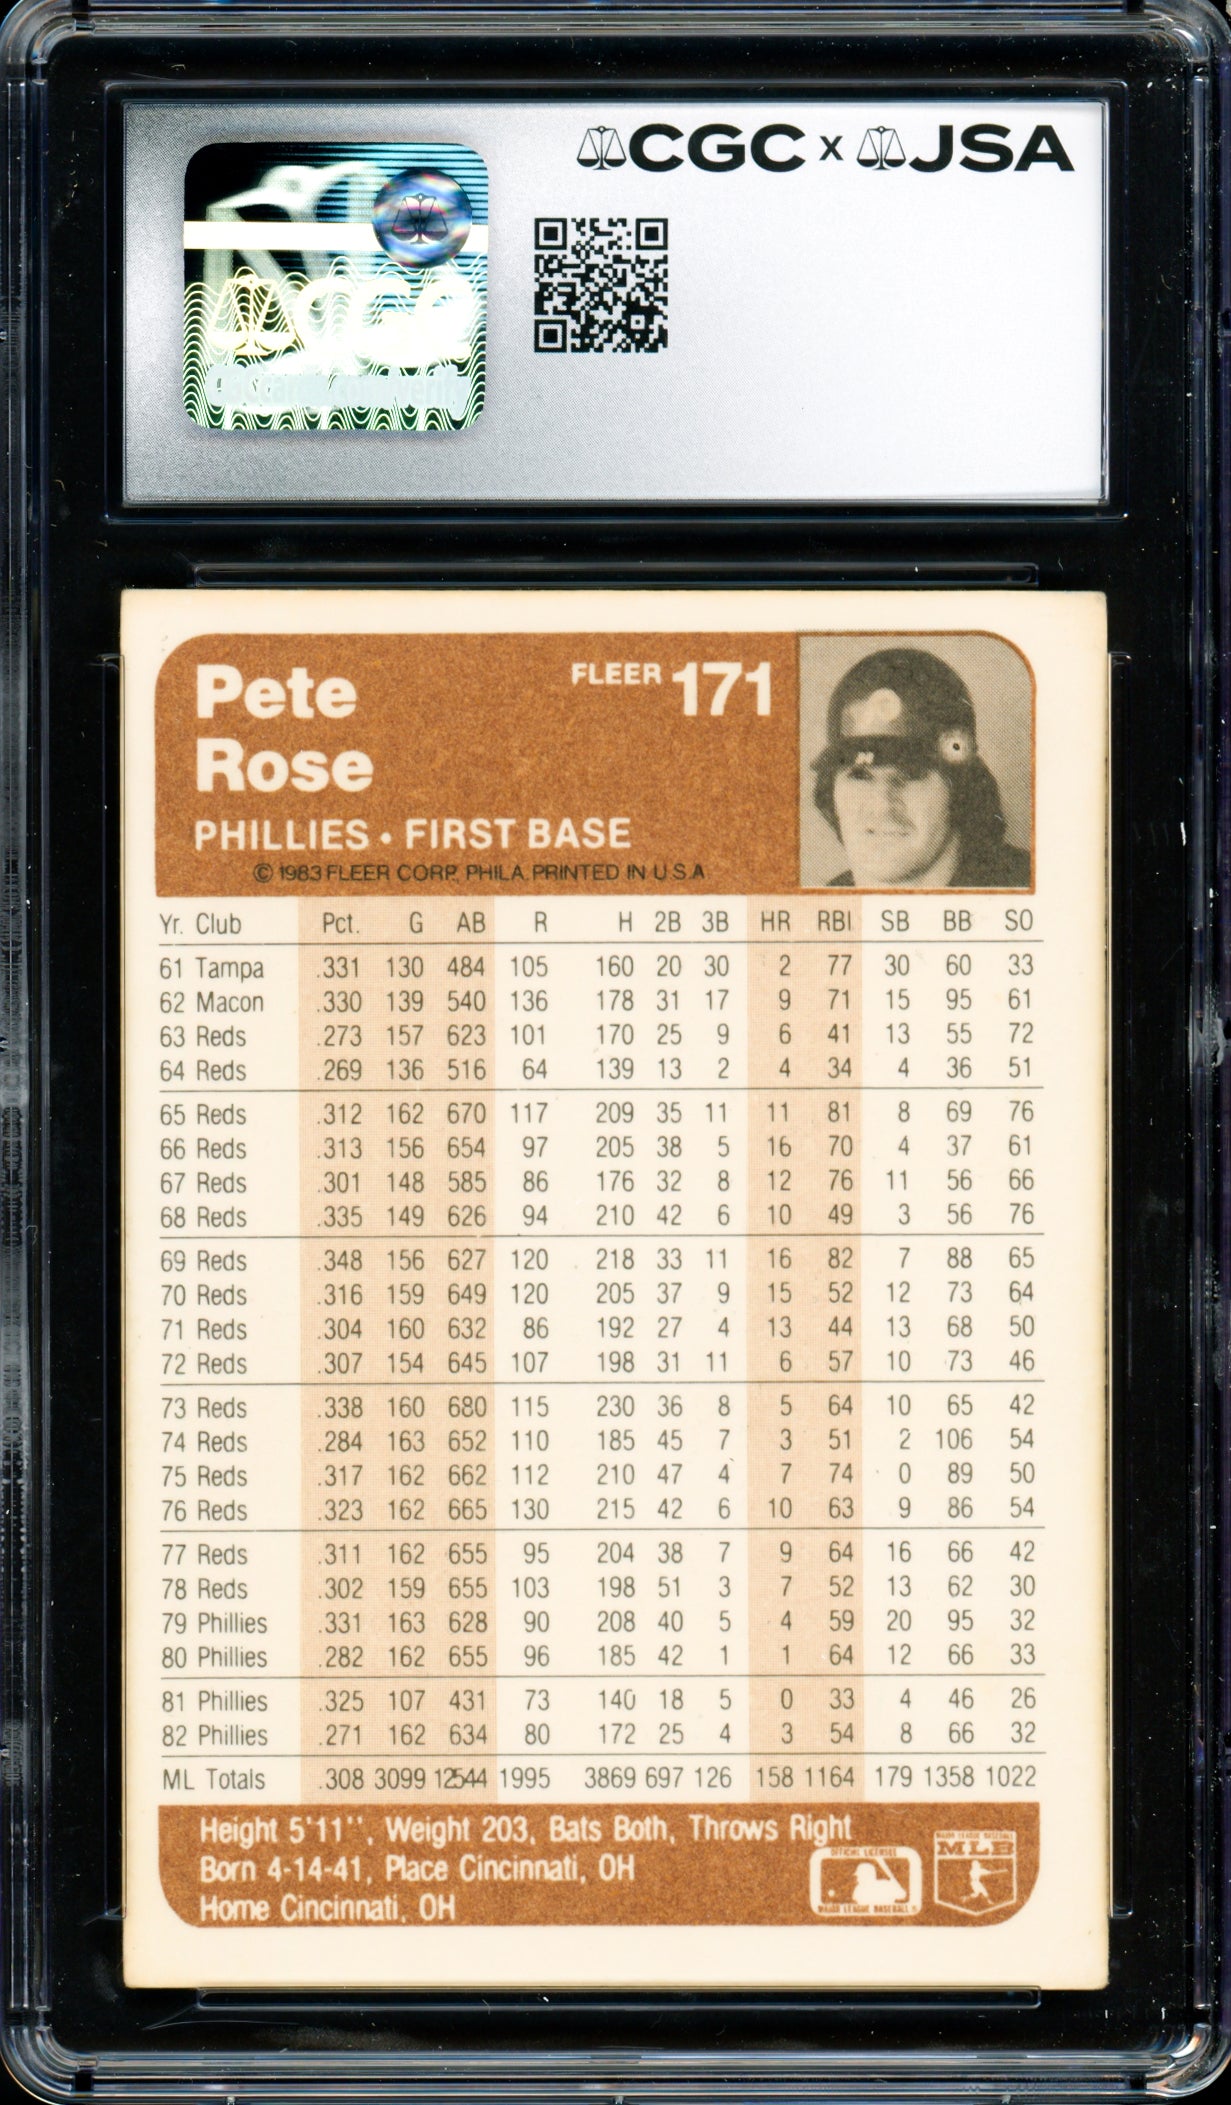 CGC x JSA
CGC
Pete
Rose
FLEER 171
PHILLIES • FIRST BASE
© 1983 FLEER CORP. PHILA. PRINTED IN U.S.A
Yr. Club Pct. G AB R H 2B 3B HR RBI SB BB SO
61 Tampa .331 130 484 105 160 20 30 2 77 30 60 33
62 Macon .330 139 540 136 178 31 17 9 71 15 95 61
63 Reds .273 157 623 101 170 25 9 6 41 13 55 72
64 Reds .269 136 516 64 139 13 2 4 34 4 36 51
65 Reds .312 162 670 117 209 35 11 11 81 8 69 76
66 Reds .313 156 654 97 205 38 5 16 70 4 37 61
67 Reds .301 148 585 86 176 32 8 12 76 11 56 66
68 Reds .335 149 626 94 210 42 6 10 49 3 56 76
69 Reds .348 156 627 120 218 33 11 16 82 7 88 65
70 Reds .316 159 649 120 205 37 9 15 52 12 73 64
71 Reds .304 160 632 86 192 27 4 13 44 13 68 50
72 Reds .307 154 645 107 198 31 11 6 57 10 73 46
73 Reds .338 160 680 115 230 36 8 5 64 10 65 42
74 Reds .284 163 652 110 185 45 7 3 51 2 106 54
75 Reds .317 162 662 112 210 47 4 7 74 0 89 50
76 Reds .323 162 665 130 215 42 6 10 63 9 86 54
77 Reds .311 162 655 95 204 38 7 9 64 16 66 42
78 Reds .302 159 655 103 198 51 3 7 52 13 62 30
79 Phillies .331 163 628 90 208 40 5 4 59 20 95 32
80 Phillies .282 162 655 96 185 42 1 1 64 12 66 33
81 Phillies .325 107 431 73 140 18 5 0 33 4 46 26
82 Phillies .271 162 634 80 172 25 4 3 54 8 66 32
ML Totals .308 3099 12544 1995 3869 697 126 158 1164 179 1358 1022
Height 5'11'', Weight 203, Bats Both, Throws Right
Born 4-14-41, Place Cincinnati, OH
Home Cincinnati, OH
OFFICIAL LICENSEE
MAJOR LEAGUE BASEBALL
MAJOR LEAGUE BASEBALL